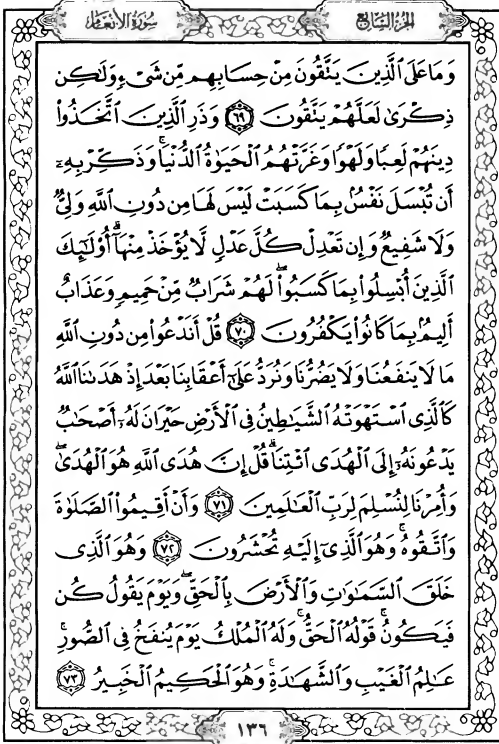 الجزء السابع
سورة الأنعام
وَمَا عَلَى ٱلَّذِينَ يَتَّقُونَ مِنْ حِسَابِهِم مِّن شَىْءٍ وَلَٰكِن
ذِكْرَىٰ لَعَلَّهُمْ يَتَّقُونَ ٦٩ وَذَرِ ٱلَّذِينَ ٱتَّخَذُوا۟
دِينَهُمْ لَعِبًا وَلَهْوًا وَغَرَّتْهُمُ ٱلْحَيَوٰةُ ٱلدُّنْيَا ۚ وَذَكِّرْ بِهِۦٓ
أَن تُبْسَلَ نَفْسٌۢ بِمَا كَسَبَتْ لَيْسَ لَهَا مِن دُونِ ٱللَّهِ وَلِىٌّ
وَلَا شَفِيعٌ وَإِن تَعْدِلْ كُلَّ عَدْلٍ لَّا يُؤْخَذْ مِنْهَآ ۗ أُو۟لَٰٓئِكَ
ٱلَّذِينَ أُبْسِلُوا۟ بِمَا كَسَبُوا۟ ۖ لَهُمْ شَرَابٌ مِّنْ حَمِيمٍ وَعَذَابٌ
أَلِيمٌۢ بِمَا كَانُوا۟ يَكْفُرُونَ ٧٠ قُلْ أَنَدْعُوا۟ مِن دُونِ ٱللَّهِ
مَا لَا يَنفَعُنَا وَلَا يَضُرُّنَا وَنُرَدُّ عَلَىٰٓ أَعْقَابِنَا بَعْدَ إِذْ هَدَىٰنَا ٱللَّهُ
كَٱلَّذِى ٱسْتَهْوَتْهُ ٱلشَّيَٰطِينُ فِى ٱلْأَرْضِ حَيْرَانَ لَهُۥٓ أَصْحَٰبٌ
يَدْعُونَهُۥٓ إِلَى ٱلْهُدَى ٱئْتِنَا ۗ قُلْ إِنَّ هُدَى ٱللَّهِ هُوَ ٱلْهُدَىٰ ۖ
وَأُمِرْنَا لِنُسْلِمَ لِرَبِّ ٱلْعَٰلَمِينَ ٧١ وَأَنْ أَقِيمُوا۟ ٱلصَّلَوٰةَ
وَٱتَّقُوهُ ۚ وَهُوَ ٱلَّذِىٓ إِلَيْهِ تُحْشَرُونَ ٧٢ وَهُوَ ٱلَّذِى
خَلَقَ ٱلسَّمَٰوَٰتِ وَٱلْأَرْضَ بِٱلْحَقِّ ۖ وَيَوْمَ يَقُولُ كُن
فَيَكُونُ ۚ قَوْلُهُ ٱلْحَقُّ ۚ وَلَهُ ٱلْمُلْكُ يَوْمَ يُنفَخُ فِى ٱلصُّورِ ۚ
عَٰلِمُ ٱلْغَيْبِ وَٱلشَّهَٰدَةِ ۚ وَهُوَ ٱلْحَكِيمُ ٱلْخَبِيرُ ٧٣
١٣٦